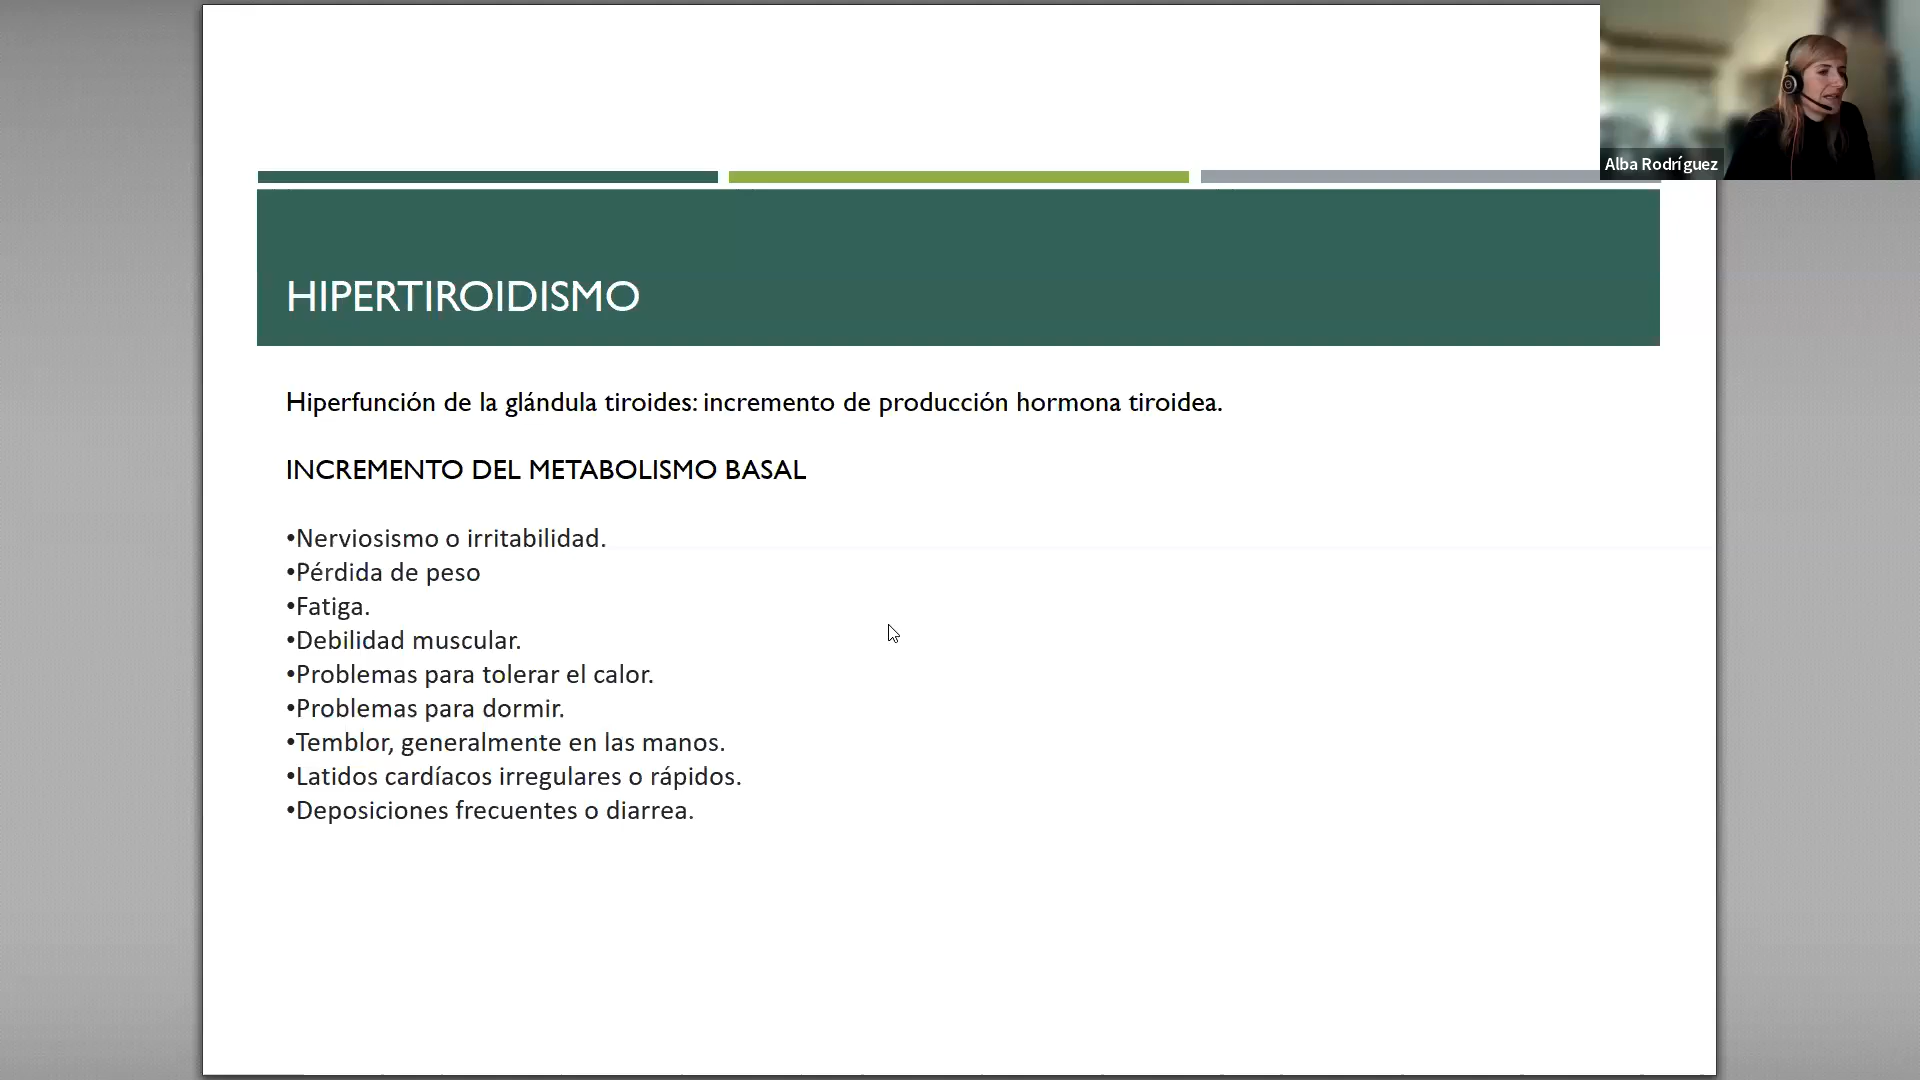 Alba Rodríguez
HIPERTIROIDISMO
Hiperfunción de la glándula tiroides: incremento de producción hormona tiroidea.
INCREMENTO DEL METABOLISMO BASAL
•Nerviosismo o irritabilidad.
•Pérdida de peso
•Fatiga.
•Debilidad muscular.
•Problemas para tolerar el calor.
•Problemas para dormir.
•Temblor, generalmente en las manos.
•Latidos cardíacos irregulares o rápidos.
•Deposiciones frecuentes o diarrea.